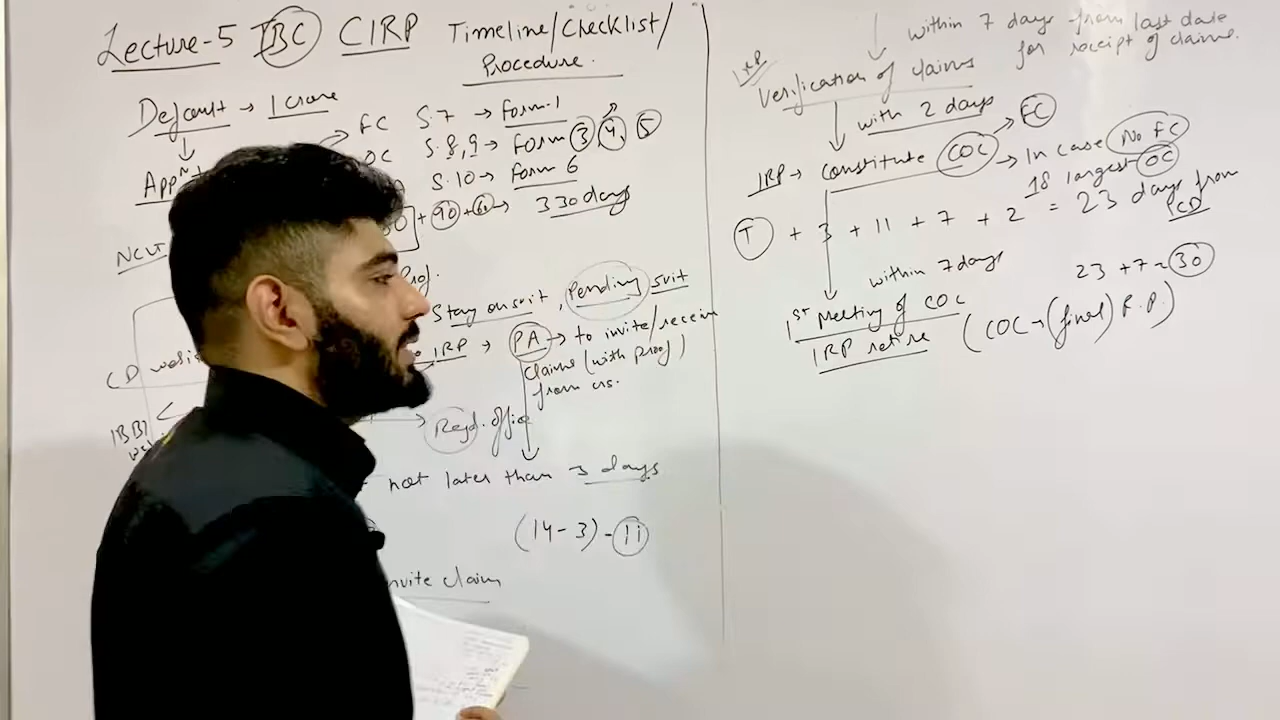 Lecture-5 IBC CIRP Timeline/Checklist/
Procedure.
Default → 1 crore
FC S.7 → Form-1
OC S.8,9 → Form 3, 4, 5
S.10 → Form 6
Appn
+ 90 + 60 → 330 days
NCLT
Prof.
Stay on suit, Pending suit
IRP → PA → to invite/receive
claims (with proof)
from crs.
CD website
IBBI
Regd. office
not later than 3 days
(14-3) - 11
invite claim
within 7 days from last date
for receipt of claims.
IRP
Verification of claims
with 2 days
IRP → constitute COC → FC
→ In case No FC
18 largest OC
T + 3 + 11 + 7 + 2 = 23 days from
ICD
within 7 days
23 + 7 = 30
1st Meeting of COC
IRP retire (COC → (final) R.P.)